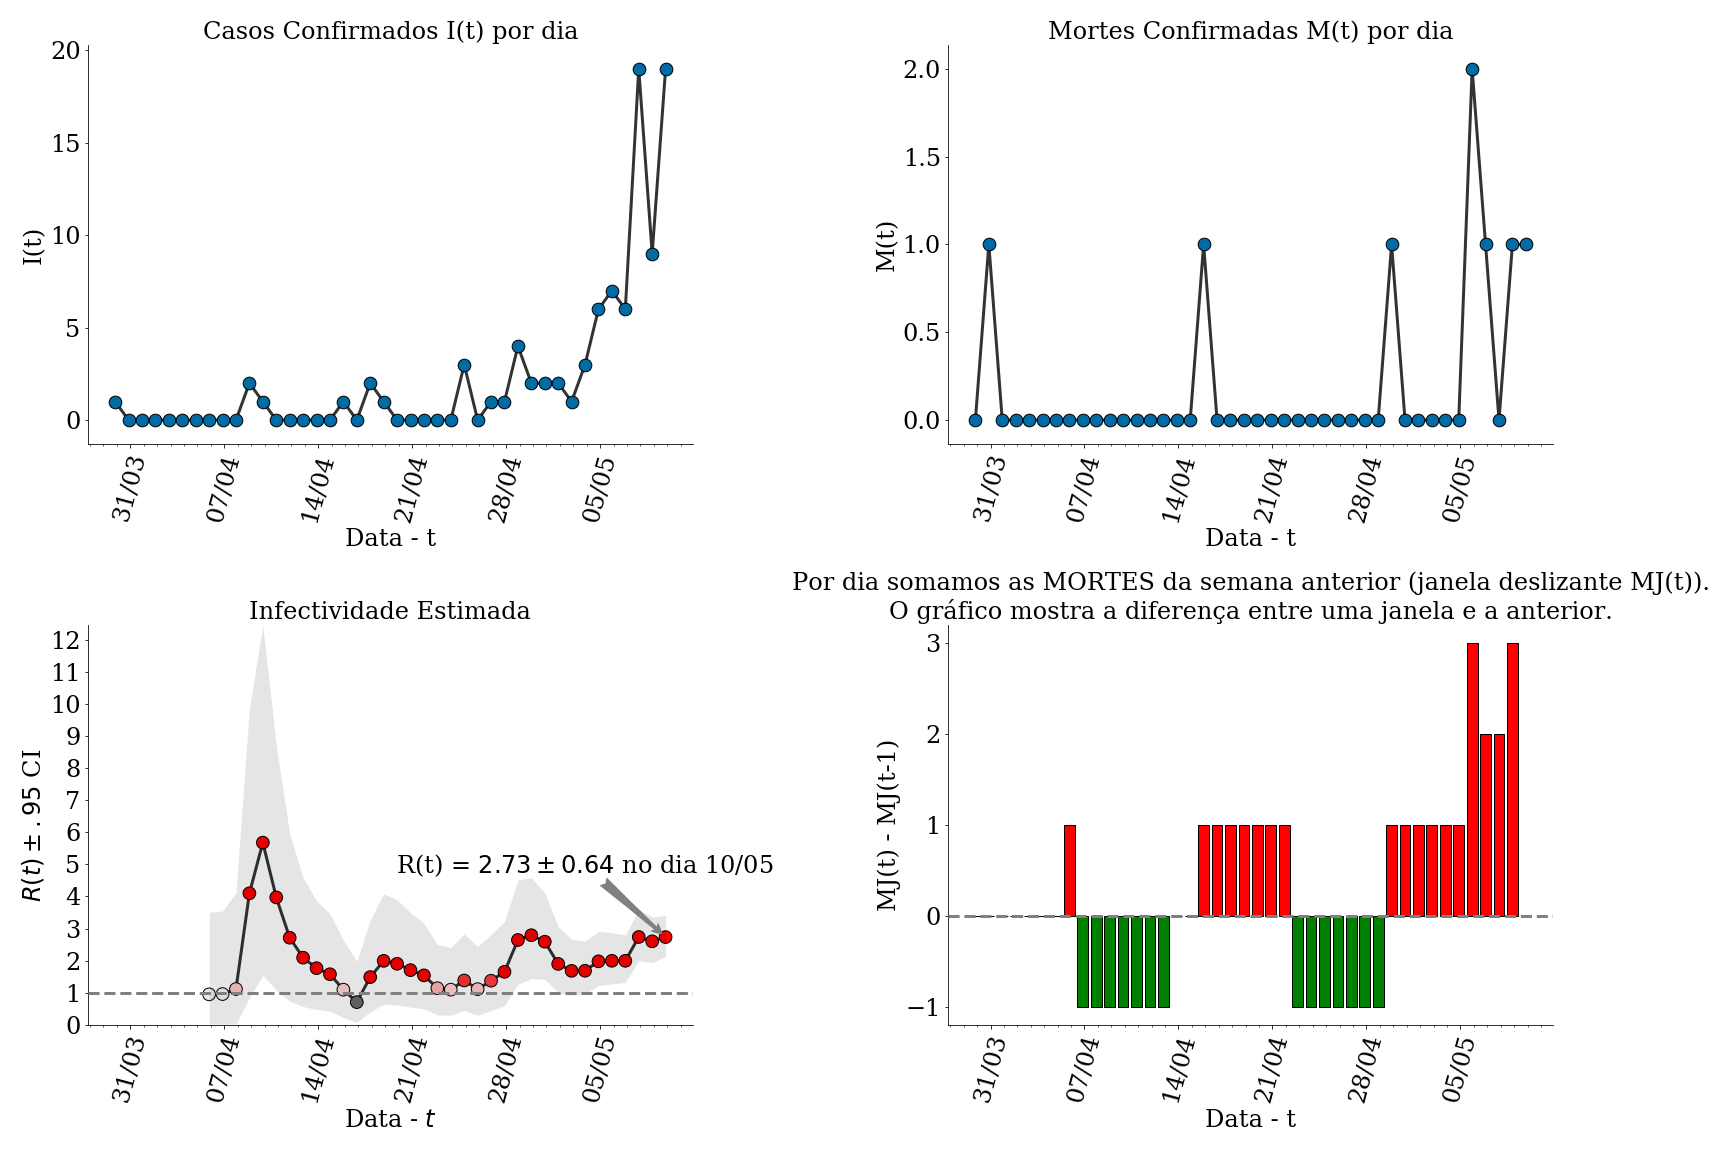 Casos Confirmados I(t) por dia
I(t)
20
15
10
5
0
31/03 07/04 14/04 21/04 28/04 05/05
Data - t
Mortes Confirmadas M(t) por dia
M(t)
2.0
1.5
1.0
0.5
0.0
31/03 07/04 14/04 21/04 28/04 05/05
Data - t
Infectividade Estimada
R(t) ± .95 CI
12
11
10
9
8
7
6
5
4
3
2
1
0
R(t) = 2.73 ± 0.64 no dia 10/05
31/03 07/04 14/04 21/04 28/04 05/05
Data - t
Por dia somamos as MORTES da semana anterior (janela deslizante MJ(t)).
O gráfico mostra a diferença entre uma janela e a anterior.
MJ(t) - MJ(t-1)
3
2
1
0
−1
31/03 07/04 14/04 21/04 28/04 05/05
Data - t